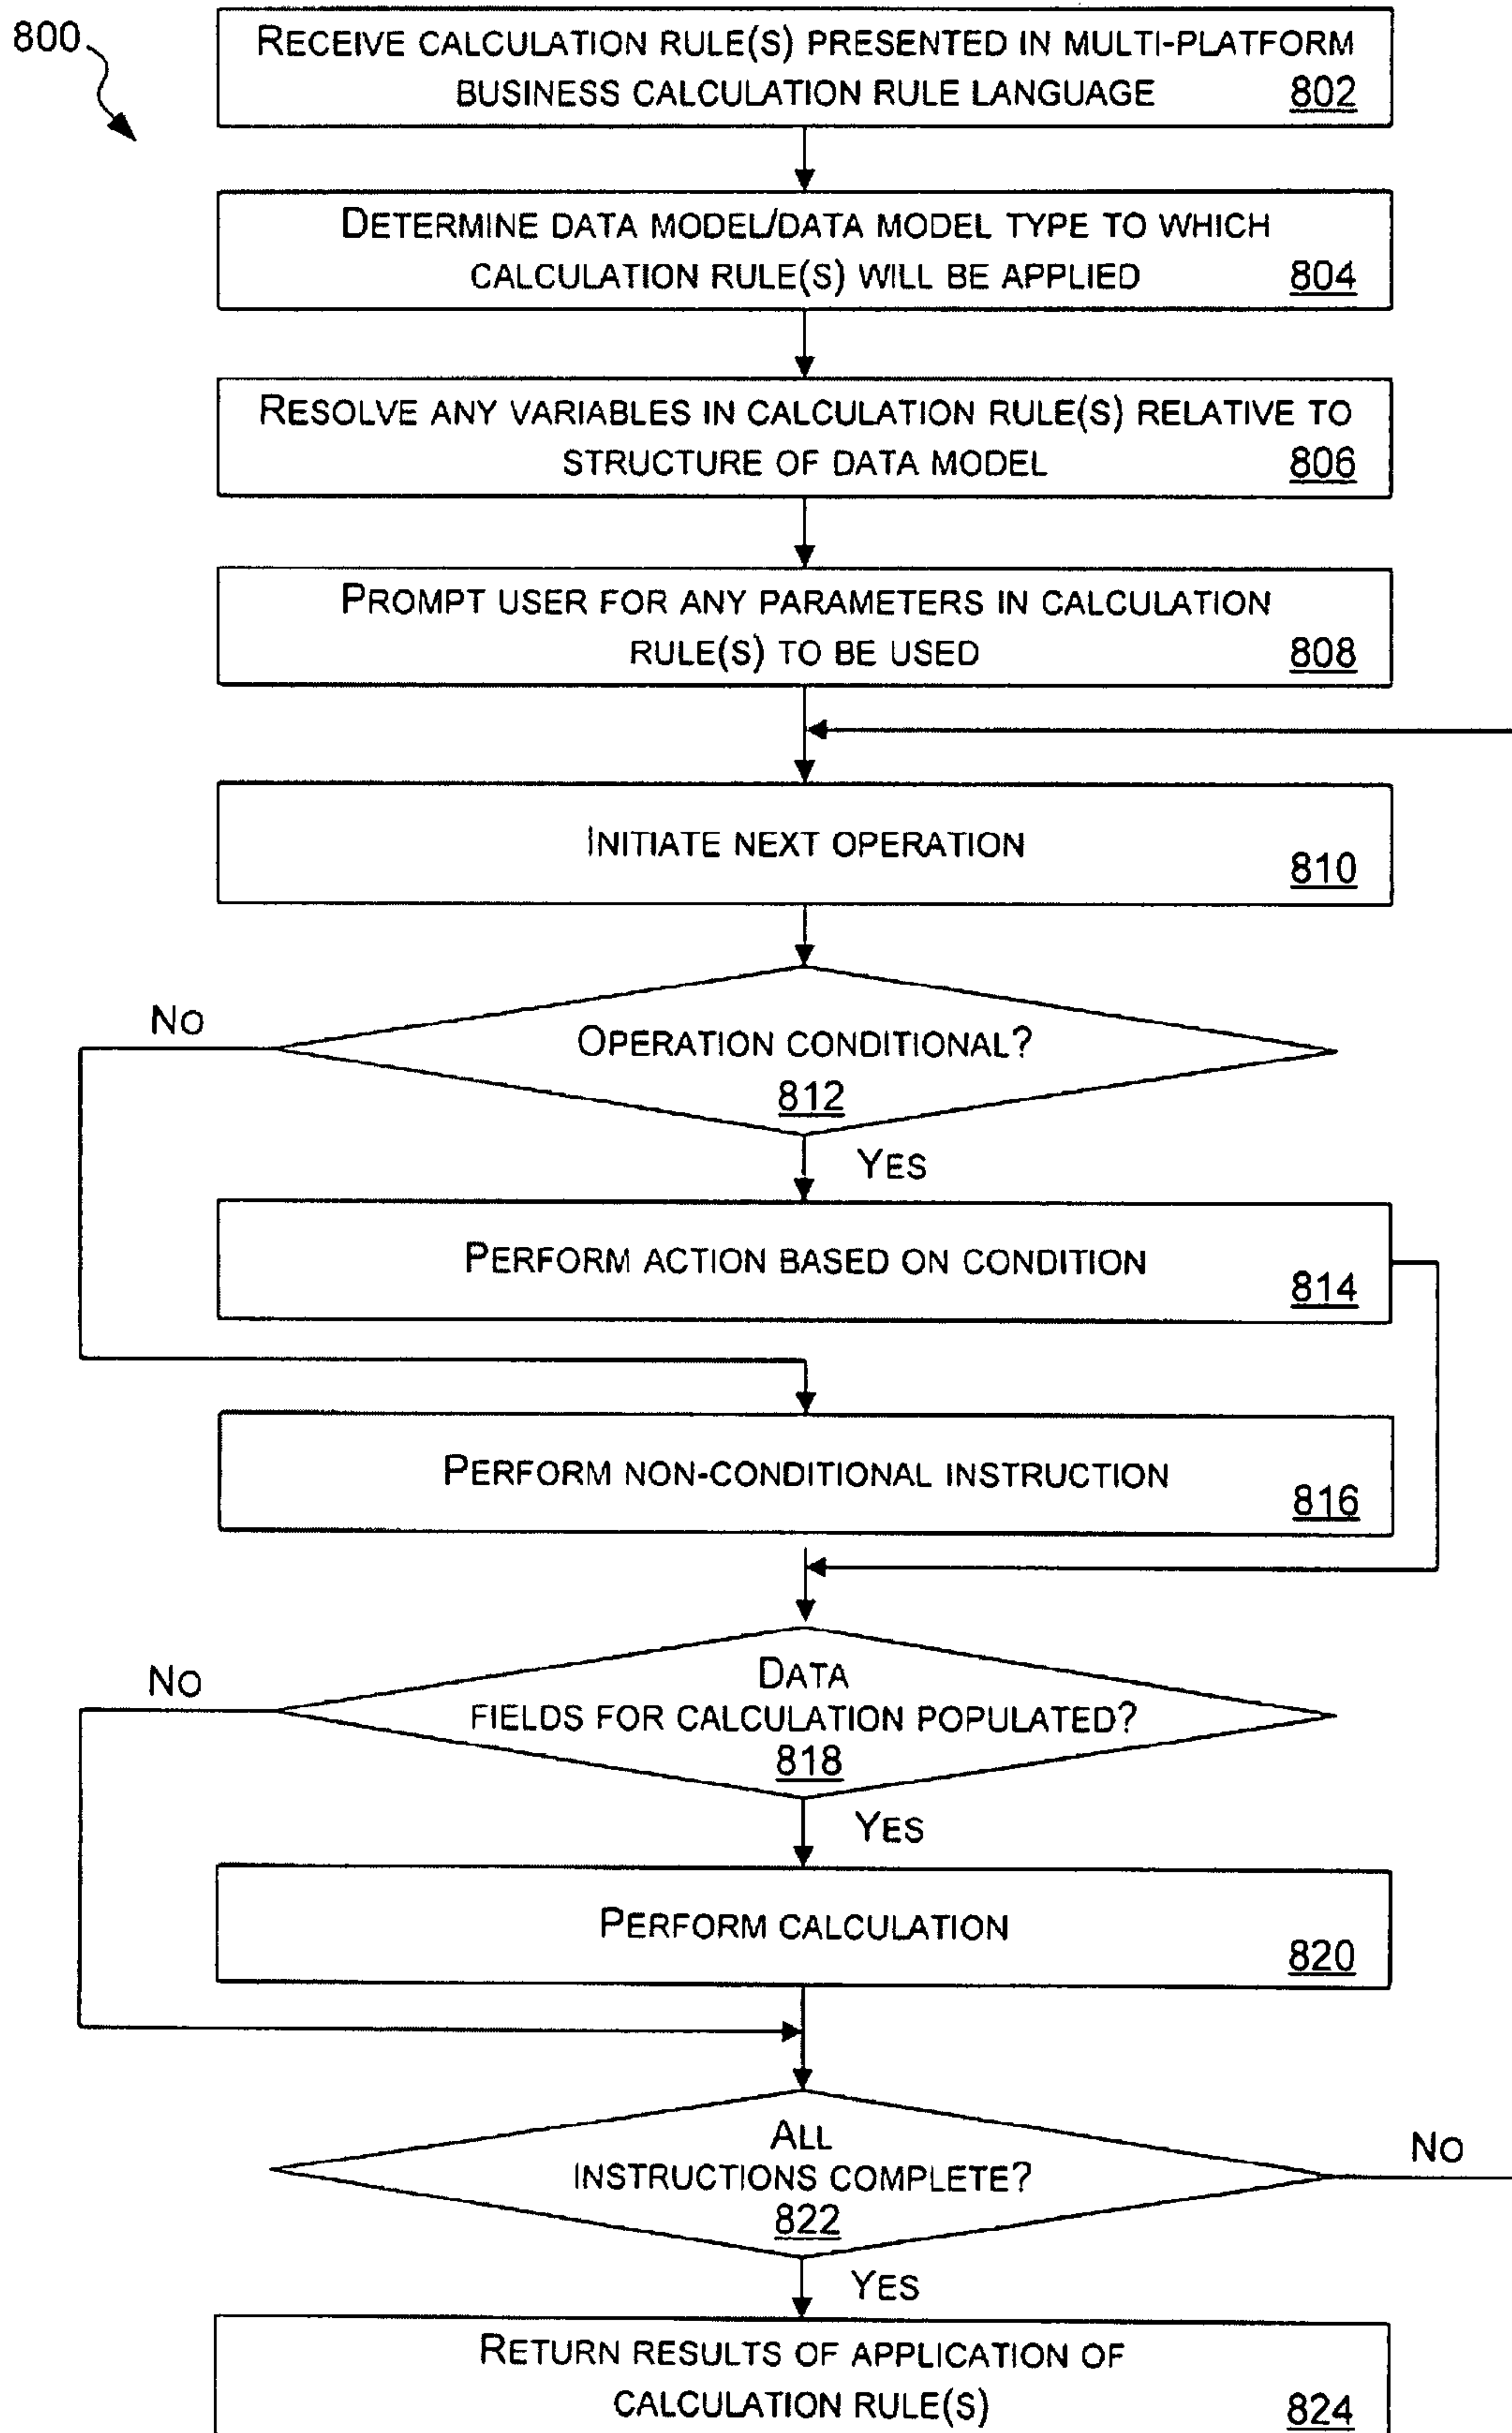 800
RECEIVE CALCULATION RULE(S) PRESENTED IN MULTI-PLATFORM
BUSINESS CALCULATION RULE LANGUAGE 802
DETERMINE DATA MODEL/DATA MODEL TYPE TO WHICH
CALCULATION RULE(S) WILL BE APPLIED 804
RESOLVE ANY VARIABLES IN CALCULATION RULE(S) RELATIVE TO
STRUCTURE OF DATA MODEL 806
PROMPT USER FOR ANY PARAMETERS IN CALCULATION
RULE(S) TO BE USED 808
INITIATE NEXT OPERATION
810
NO
OPERATION CONDITIONAL?
812
YES
PERFORM ACTION BASED ON CONDITION
814
PERFORM NON-CONDITIONAL INSTRUCTION
816
NO
DATA
FIELDS FOR CALCULATION POPULATED?
818
YES
PERFORM CALCULATION
820
ALL
INSTRUCTIONS COMPLETE?
822
NO
YES
RETURN RESULTS OF APPLICATION OF
CALCULATION RULE(S) 824